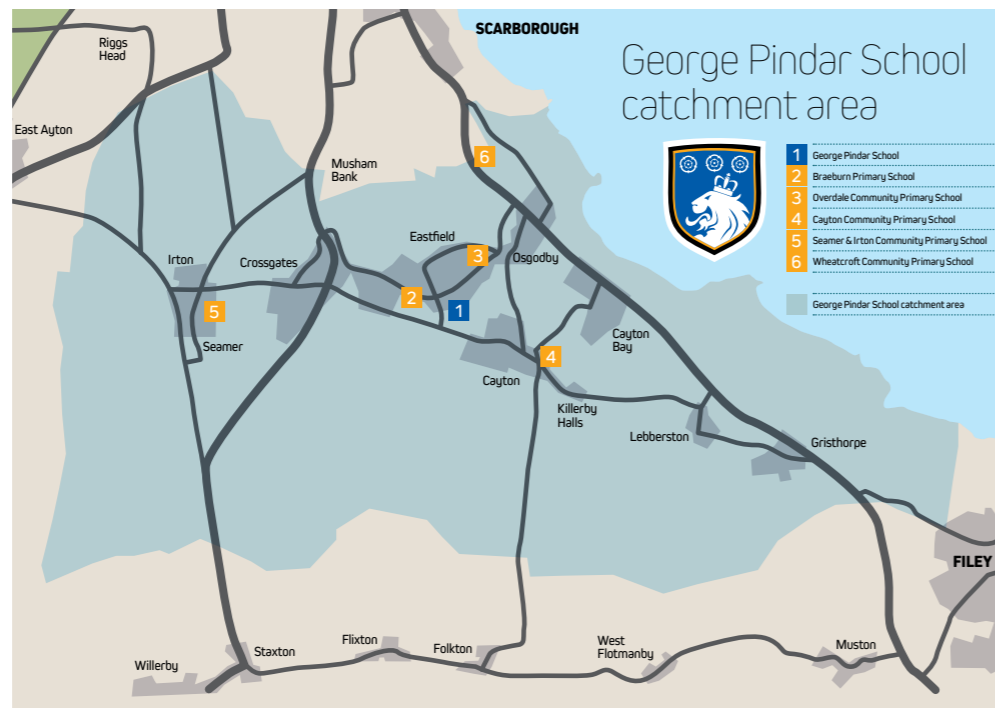 SCARBOROUGH
George Pindar School
catchment area
1 George Pindar School
2 Braeburn Primary School
3 Overdale Community Primary School
4 Cayton Community Primary School
5 Seamer & Irton Community Primary School
6 Wheatcroft Community Primary School
George Pindar School catchment area
Riggs
Head
East Ayton
Musham
Bank
6
Irton
Crossgates
Eastfield
3
Osgodby
2
1
5
Seamer
Cayton
Bay
4
Cayton
Killerby
Halls
Lebberston
Gristhorpe
FILEY
Willerby
Staxton
Flixton
Folkton
West
Flotmanby
Muston